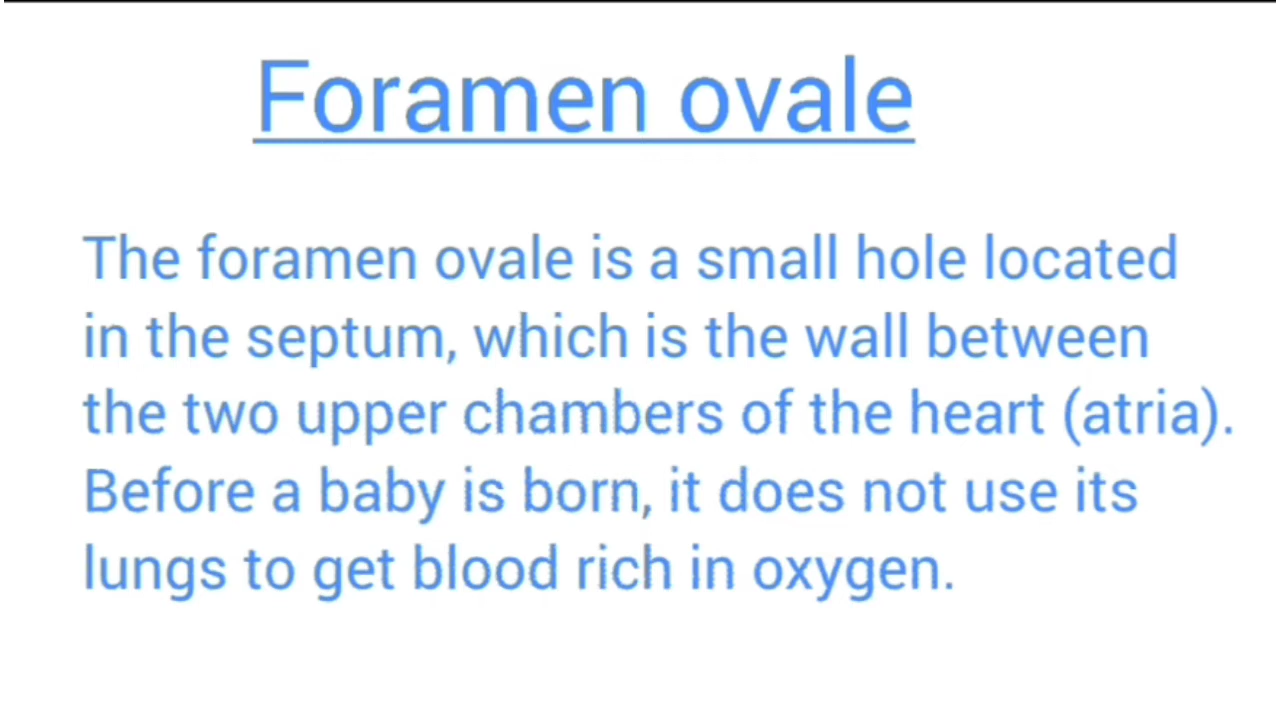 Foramen ovale
The foramen ovale is a small hole located
in the septum, which is the wall between
the two upper chambers of the heart (atria).
Before a baby is born, it does not use its
lungs to get blood rich in oxygen.